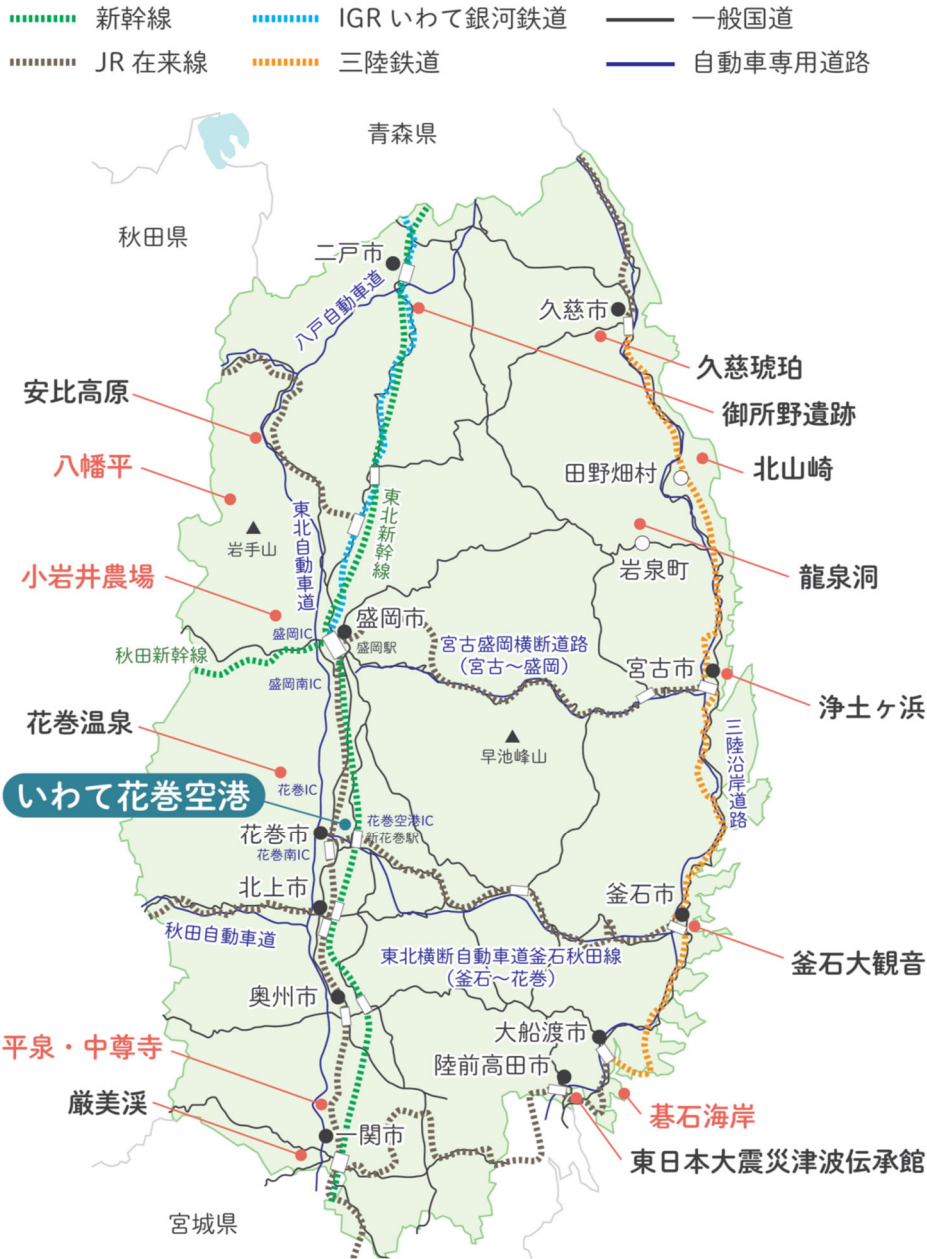 新幹線
IGR いわて銀河鉄道
一般国道
JR 在来線
三陸鉄道
自動車専用道路
青森県
秋田県
二戸市
八戸自動車道
久慈市
久慈琥珀
安比高原
御所野遺跡
八幡平
田野畑村
北山崎
東北自動車道
東北新幹線
岩手山
岩泉町
龍泉洞
小岩井農場
盛岡市
盛岡IC
盛岡駅
宮古盛岡横断道路
（宮古～盛岡）
秋田新幹線
盛岡南IC
宮古市
浄土ヶ浜
花巻温泉
早池峰山
三陸沿岸道路
花巻IC
いわて花巻空港
花巻空港IC
新花巻駅
花巻市
花巻南IC
北上市
釜石市
秋田自動車道
東北横断自動車道釜石秋田線
（釜石～花巻）
釜石大観音
奥州市
大船渡市
平泉・中尊寺
陸前高田市
厳美渓
碁石海岸
一関市
東日本大震災津波伝承館
宮城県